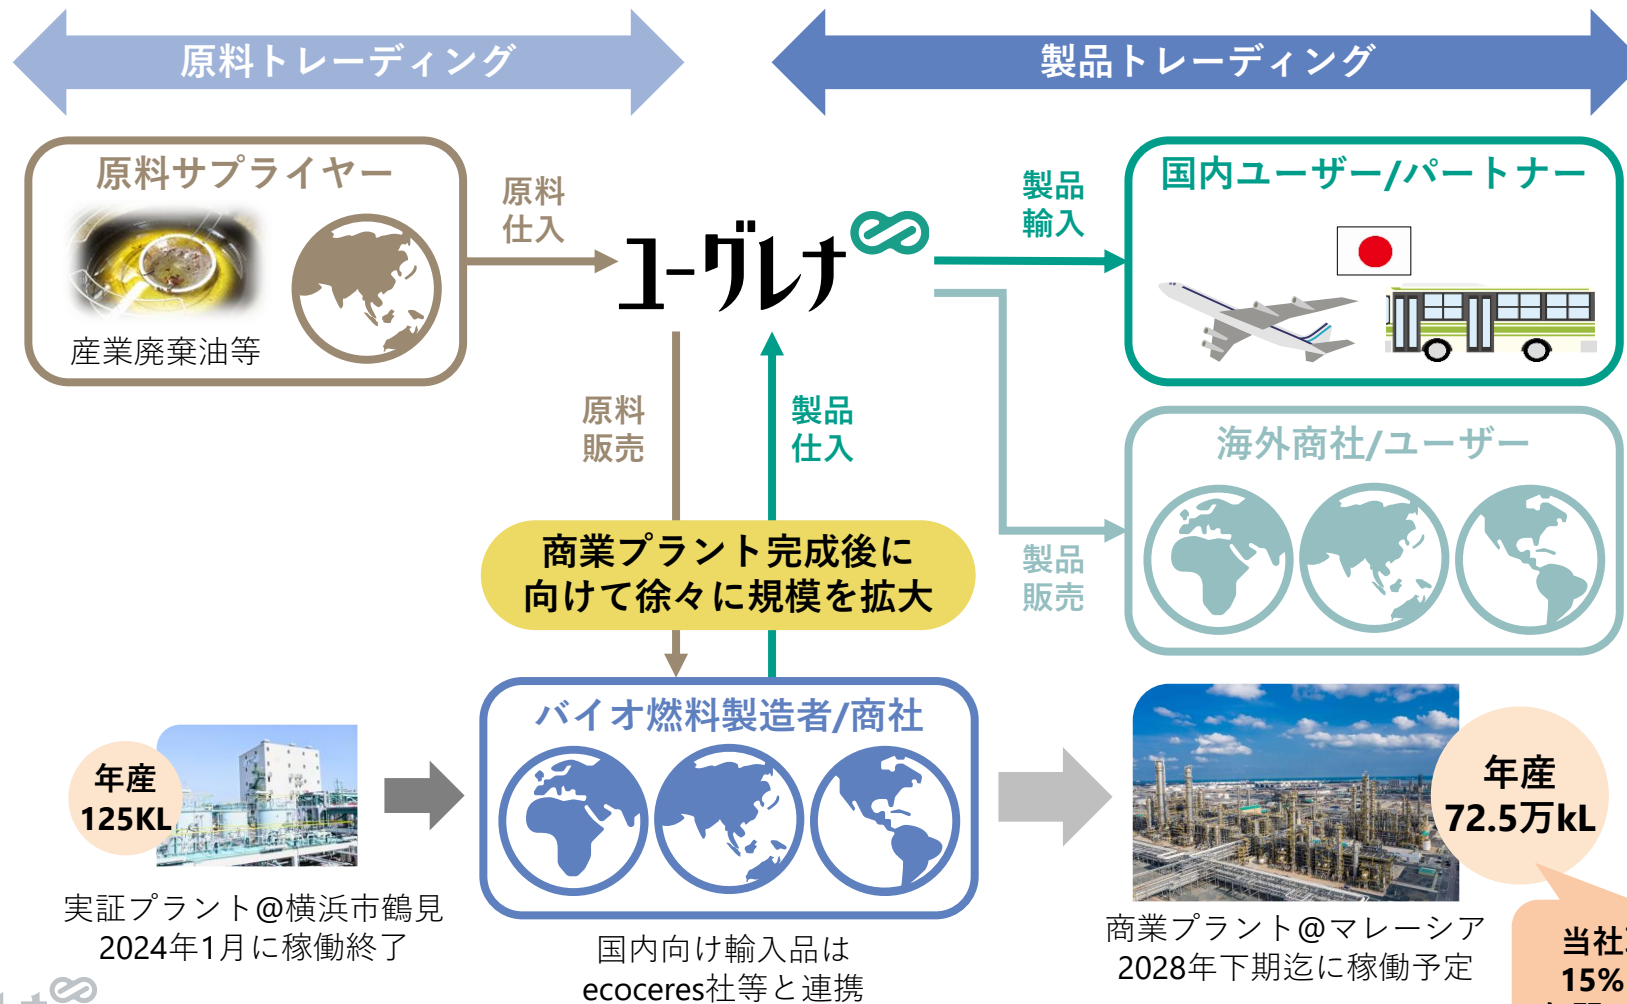 原料トレーディング
製品トレーディング
原料サプライヤー
産業廃棄油等
原料
仕入
ユーグレナ
製品
輸入
国内ユーザー/パートナー
原料
販売
製品
仕入
海外商社/ユーザー
製品
販売
商業プラント完成後に
向けて徐々に規模を拡大
バイオ燃料製造者/商社
年産
125KL
実証プラント@横浜市鶴見
2024年1月に稼働終了
国内向け輸入品は
ecoceres社等と連携
年産
72.5万kL
商業プラント@マレーシア
2028年下期迄に稼働予定
当社
15%